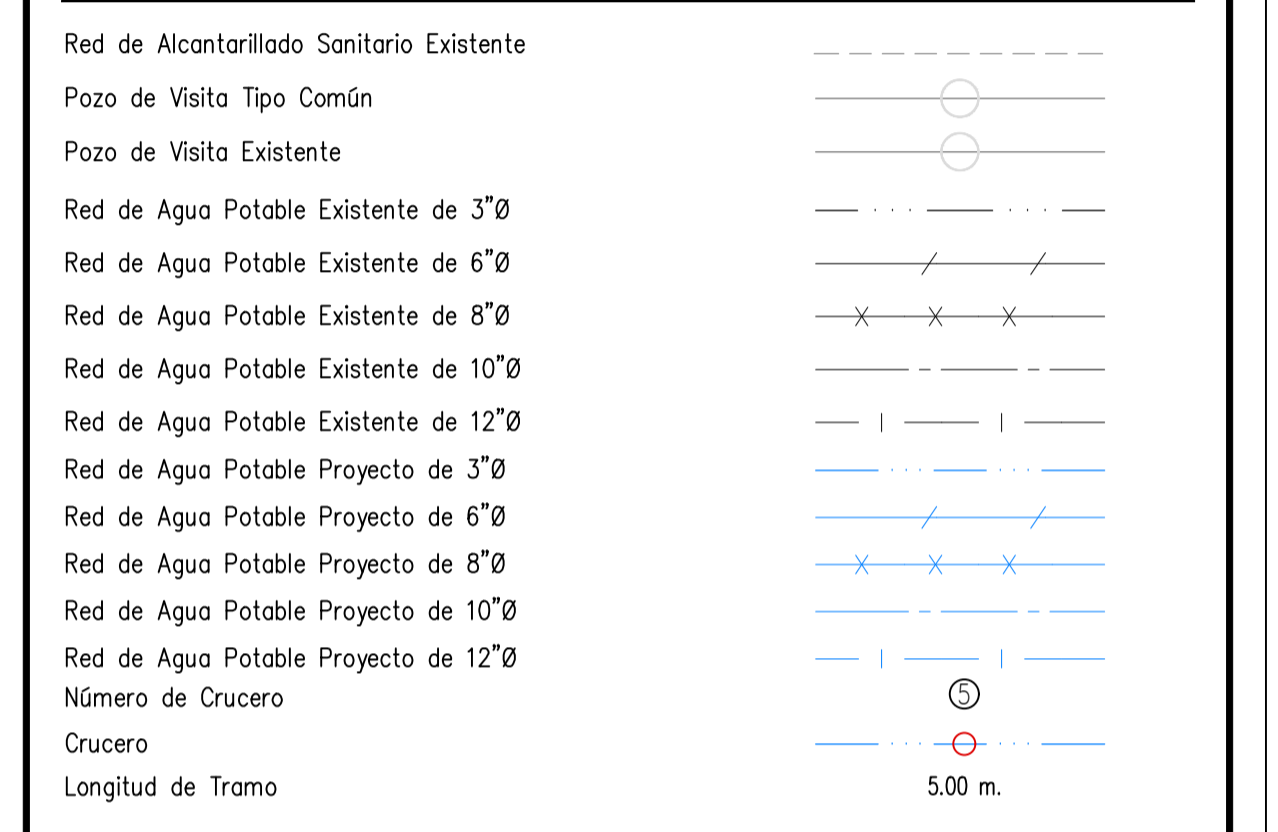 Red de Alcantarillado Sanitario Existente
Pozo de Visita Tipo Común
Pozo de Visita Existente
Red de Agua Potable Existente de 3"Ø
Red de Agua Potable Existente de 6"Ø
Red de Agua Potable Existente de 8"Ø
Red de Agua Potable Existente de 10"Ø
Red de Agua Potable Existente de 12"Ø
Red de Agua Potable Proyecto de 3"Ø
Red de Agua Potable Proyecto de 6"Ø
Red de Agua Potable Proyecto de 8"Ø
Red de Agua Potable Proyecto de 10"Ø
Red de Agua Potable Proyecto de 12"Ø
Número de Crucero 5
Crucero
Longitud de Tramo 5.00 m.